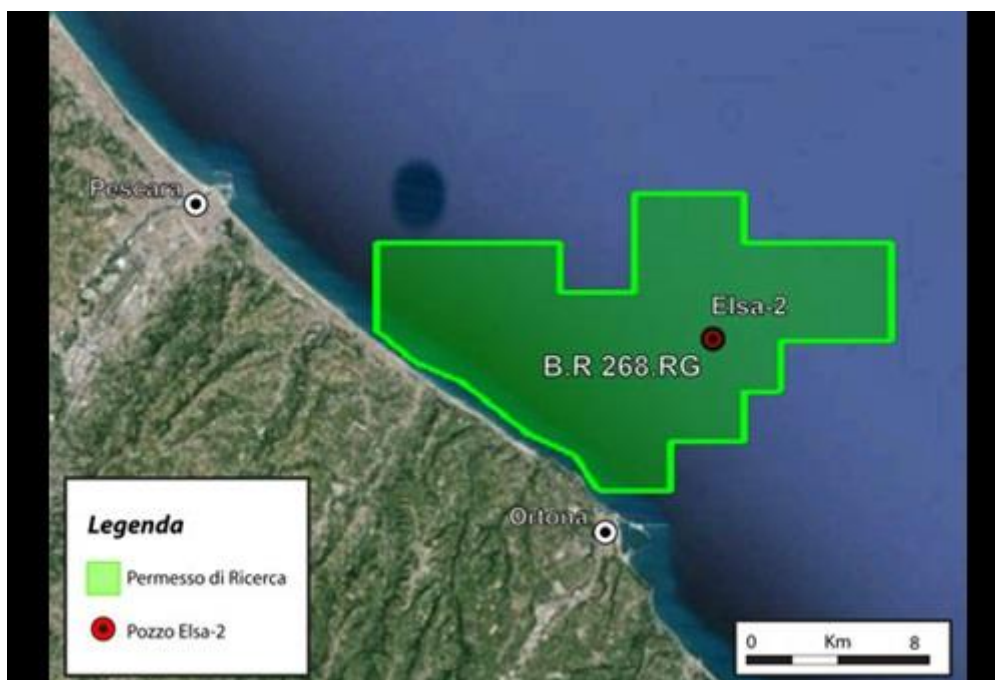 Pescara
Elsa-2
B.R 268.RG
Ortona
Legenda
Permesso di Ricerca
Pozzo Elsa-2
0 Km 8